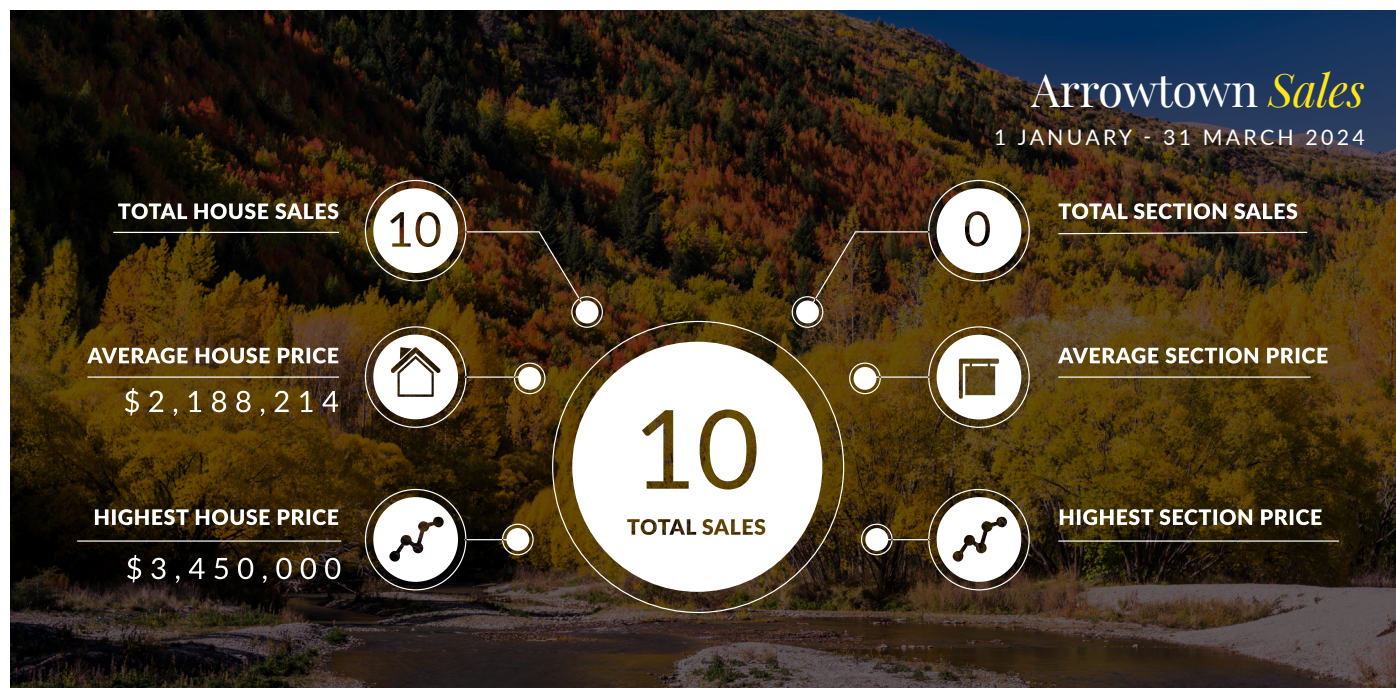 Arrowtown Sales
1 JANUARY - 31 MARCH 2024
TOTAL HOUSE SALES
10
AVERAGE HOUSE PRICE
$2,188,214
HIGHEST HOUSE PRICE
$3,450,000
10
TOTAL SALES
0
TOTAL SECTION SALES
AVERAGE SECTION PRICE
HIGHEST SECTION PRICE